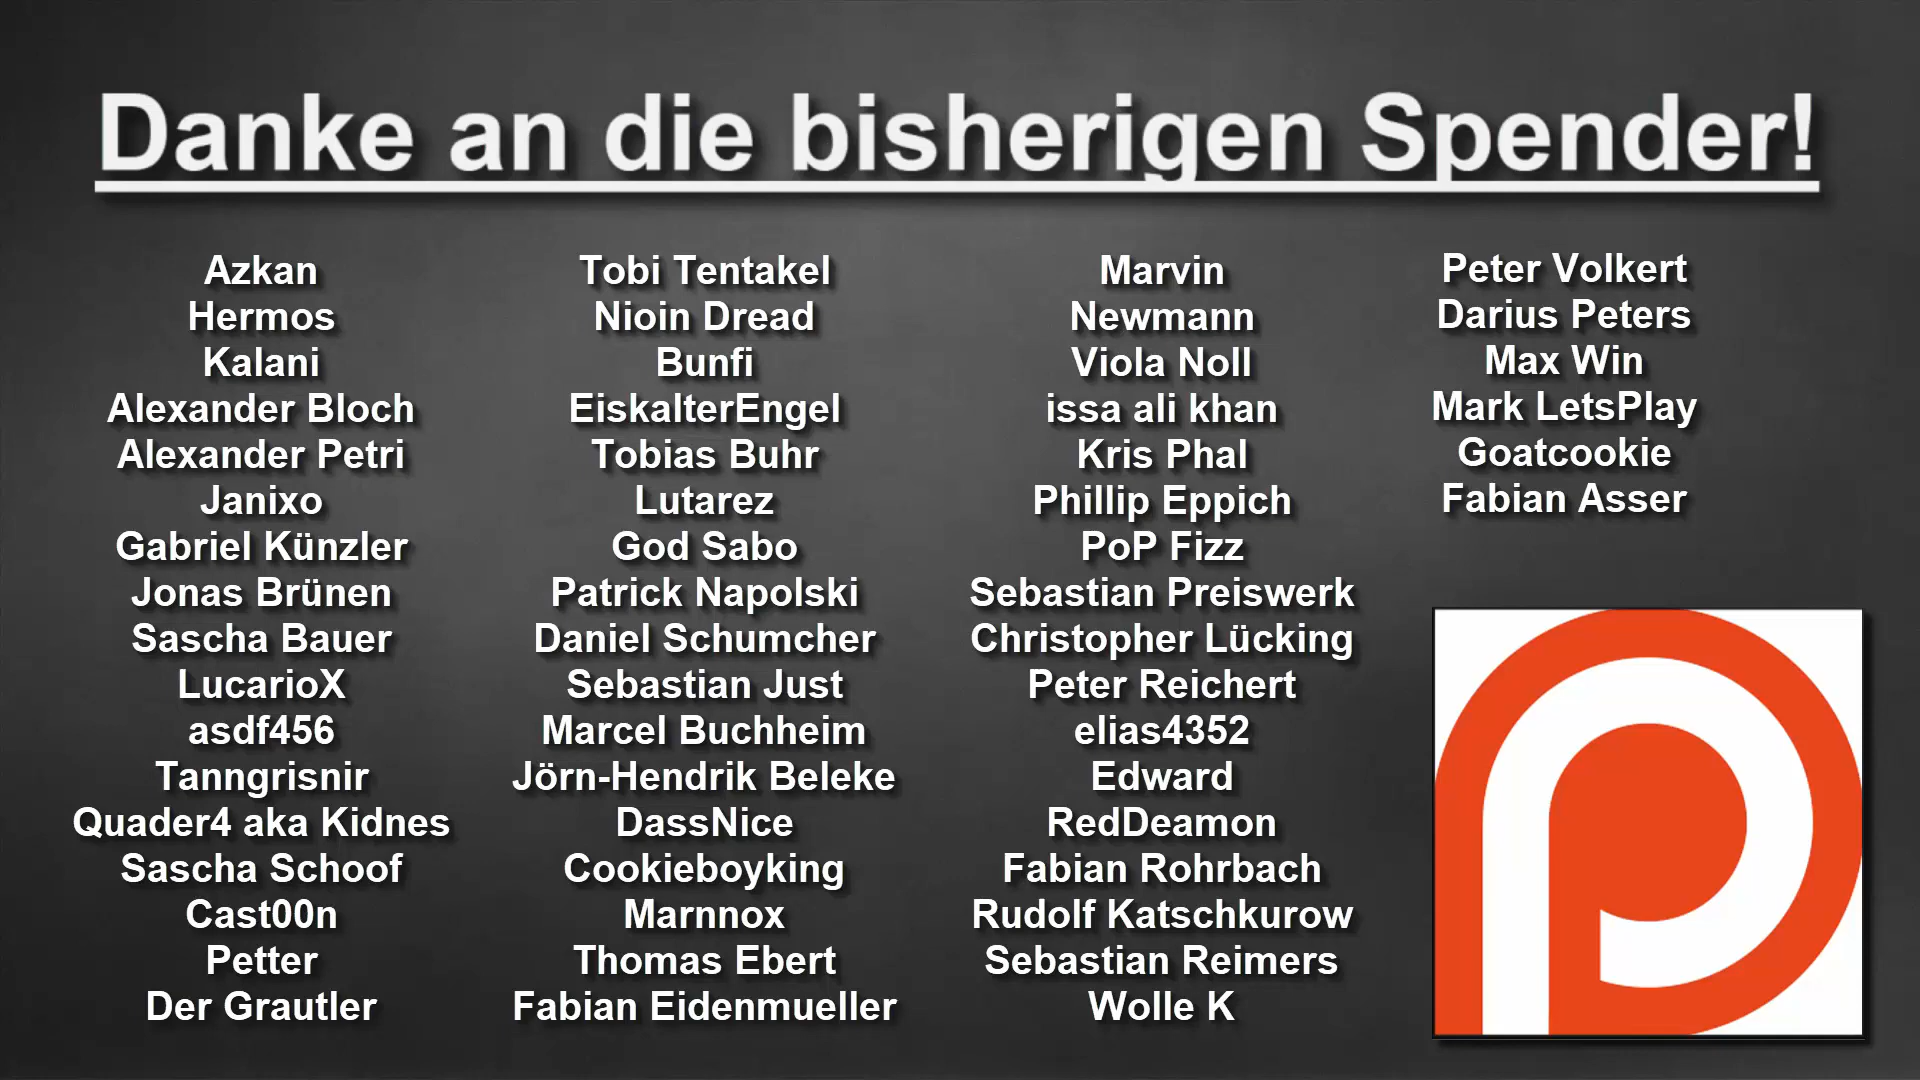 Danke an die bisherigen Spender!
Azkan
Hermos
Kalani
Alexander Bloch
Alexander Petri
Janixo
Gabriel Künzler
Jonas Brünen
Sascha Bauer
LucarioX
asdf456
Tanngrisnir
Quader4 aka Kidnes
Sascha Schoof
Cast00n
Petter
Der Grautler
Tobi Tentakel
Nioin Dread
Bunfi
EiskalterEngel
Tobias Buhr
Lutarez
God Sabo
Patrick Napolski
Daniel Schumcher
Sebastian Just
Marcel Buchheim
Jörn-Hendrik Beleke
DassNice
Cookieboyking
Marnnox
Thomas Ebert
Fabian Eidenmueller
Marvin
Newmann
Viola Noll
issa ali khan
Kris Phal
Phillip Eppich
PoP Fizz
Sebastian Preiswerk
Christopher Lücking
Peter Reichert
elias4352
Edward
RedDeamon
Fabian Rohrbach
Rudolf Katschkurow
Sebastian Reimers
Wolle K
Peter Volkert
Darius Peters
Max Win
Mark LetsPlay
Goatcookie
Fabian Asser